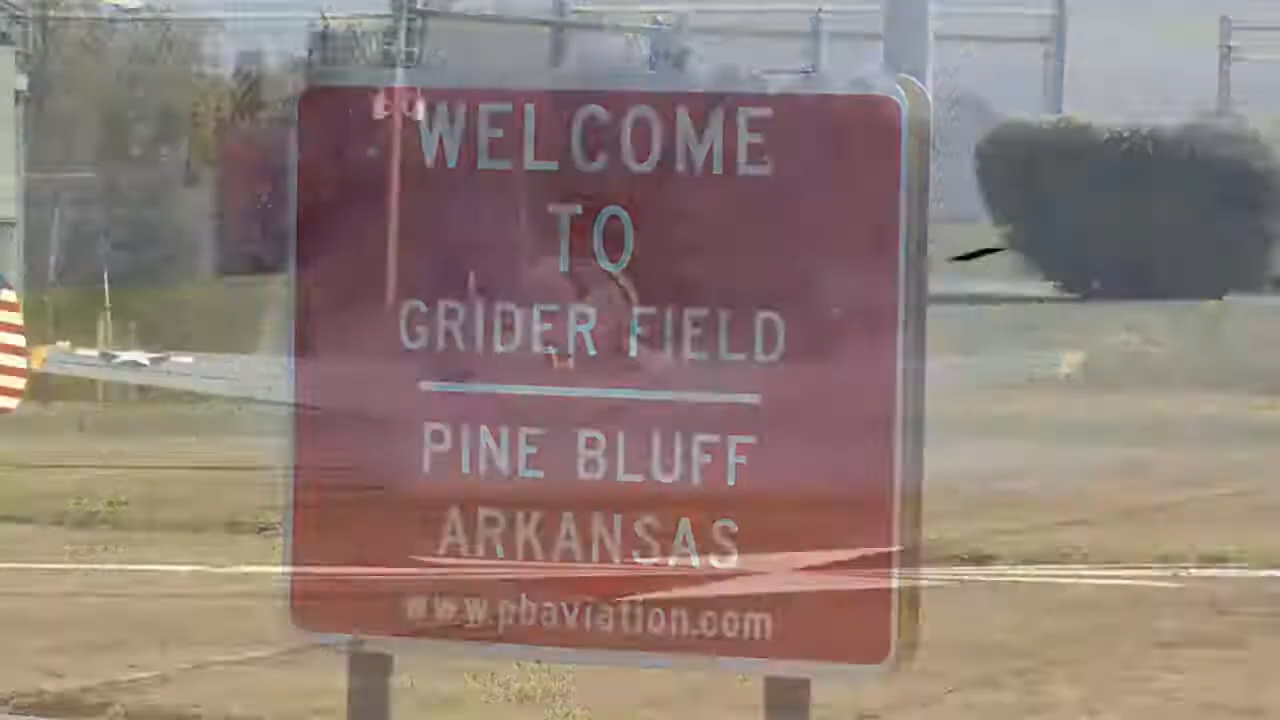 WELCOME
TO
GRIDER FIELD
PINE BLUFF
ARKANSAS
www.pbaviation.com